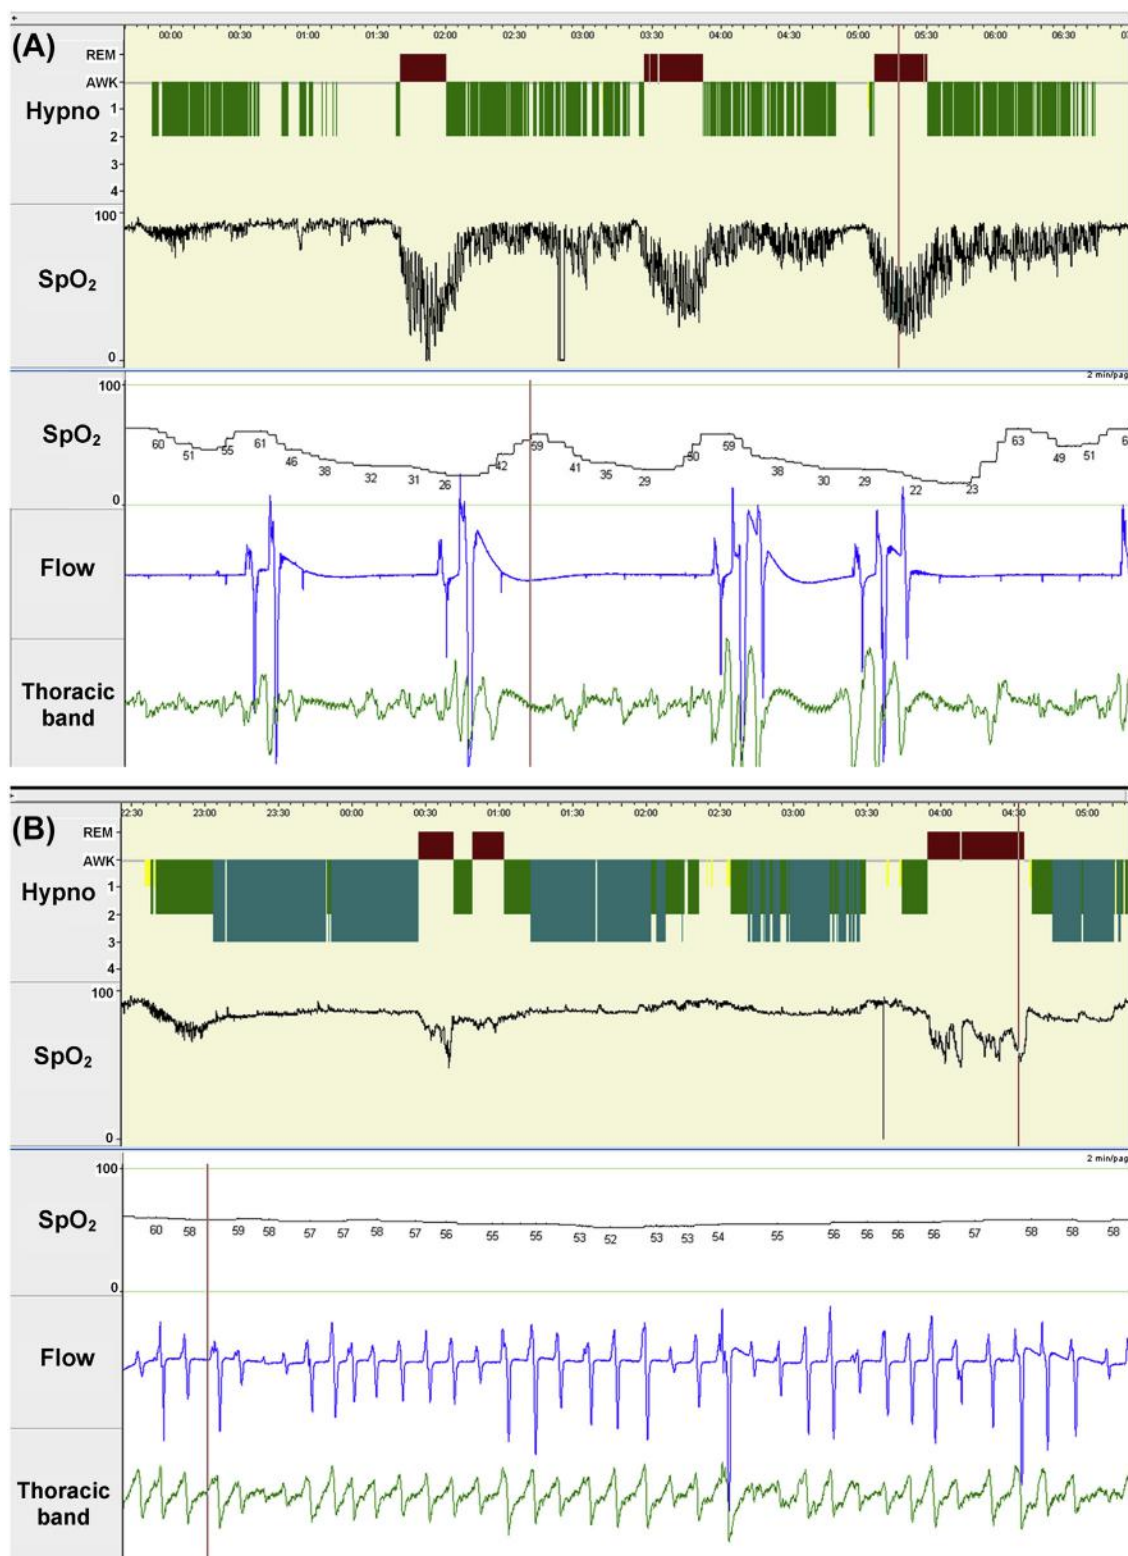 (A)
00:00 00:30 01:00 01:30 02:00 02:30 03:00 03:30 04:00 04:30 05:00 05:30 06:00 06:30
REM
AWK
Hypno
1
2
3
4
100
SpO2
0
2 min/pag
100
SpO2
60 51 55 61 46 38 32 31 26 42 59 41 35 29 50 59 38 30 29 22 23 63 49 51 6
0
Flow
Thoracic
band
(B)
22:30 23:00 23:30 00:00 00:30 01:00 01:30 02:00 02:30 03:00 03:30 04:00 04:30 05:00
REM
AWK
Hypno
1
2
3
4
100
SpO2
0
2 min/pag
100
SpO2
60 58 59 58 57 57 58 57 56 55 55 53 52 53 53 54 55 56 56 56 56 57 58 58 58
0
Flow
Thoracic
band